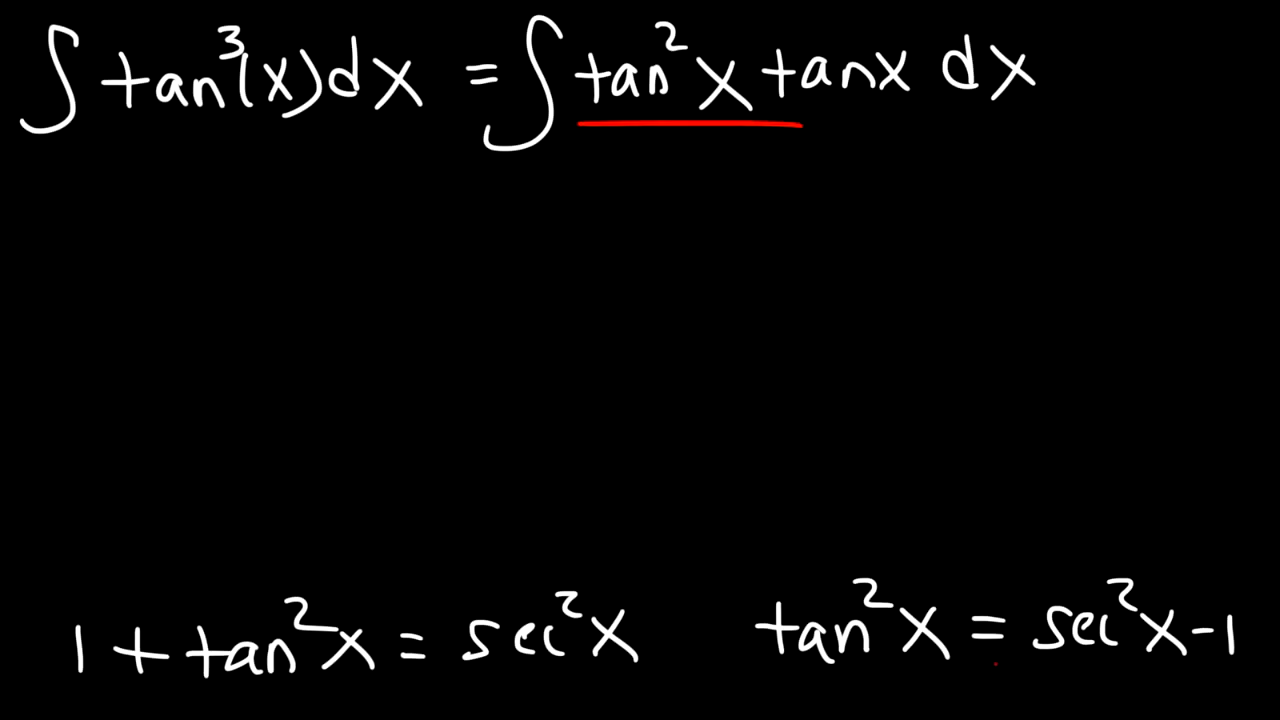 ∫ tan³(x)dx = ∫ tan²x tanx dx
1 + tan²x = sec²x tan²x = sec²x-1